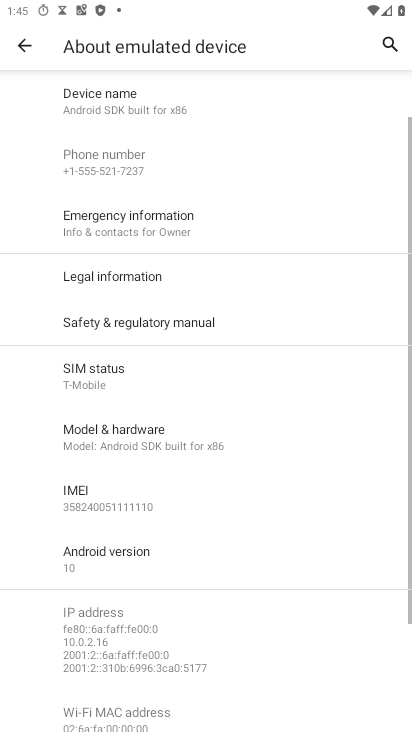 1:45
About emulated device
Device name
Android SDK built for x86
Phone number
+1-555-521-7237
Emergency information
Info & contacts for Owner
Legal information
Safety & regulatory manual
SIM status
T-Mobile
Model & hardware
Model: Android SDK built for x86
IMEI
358240051111110
Android version
10
IP address
fe80::6a:faff:fe00:0
10.0.2.16
2001:2::6a:faff:fe00:0
2001:2::310b:6996:3ca0:5177
Wi-Fi MAC address
02:6a:fa:00:00:00